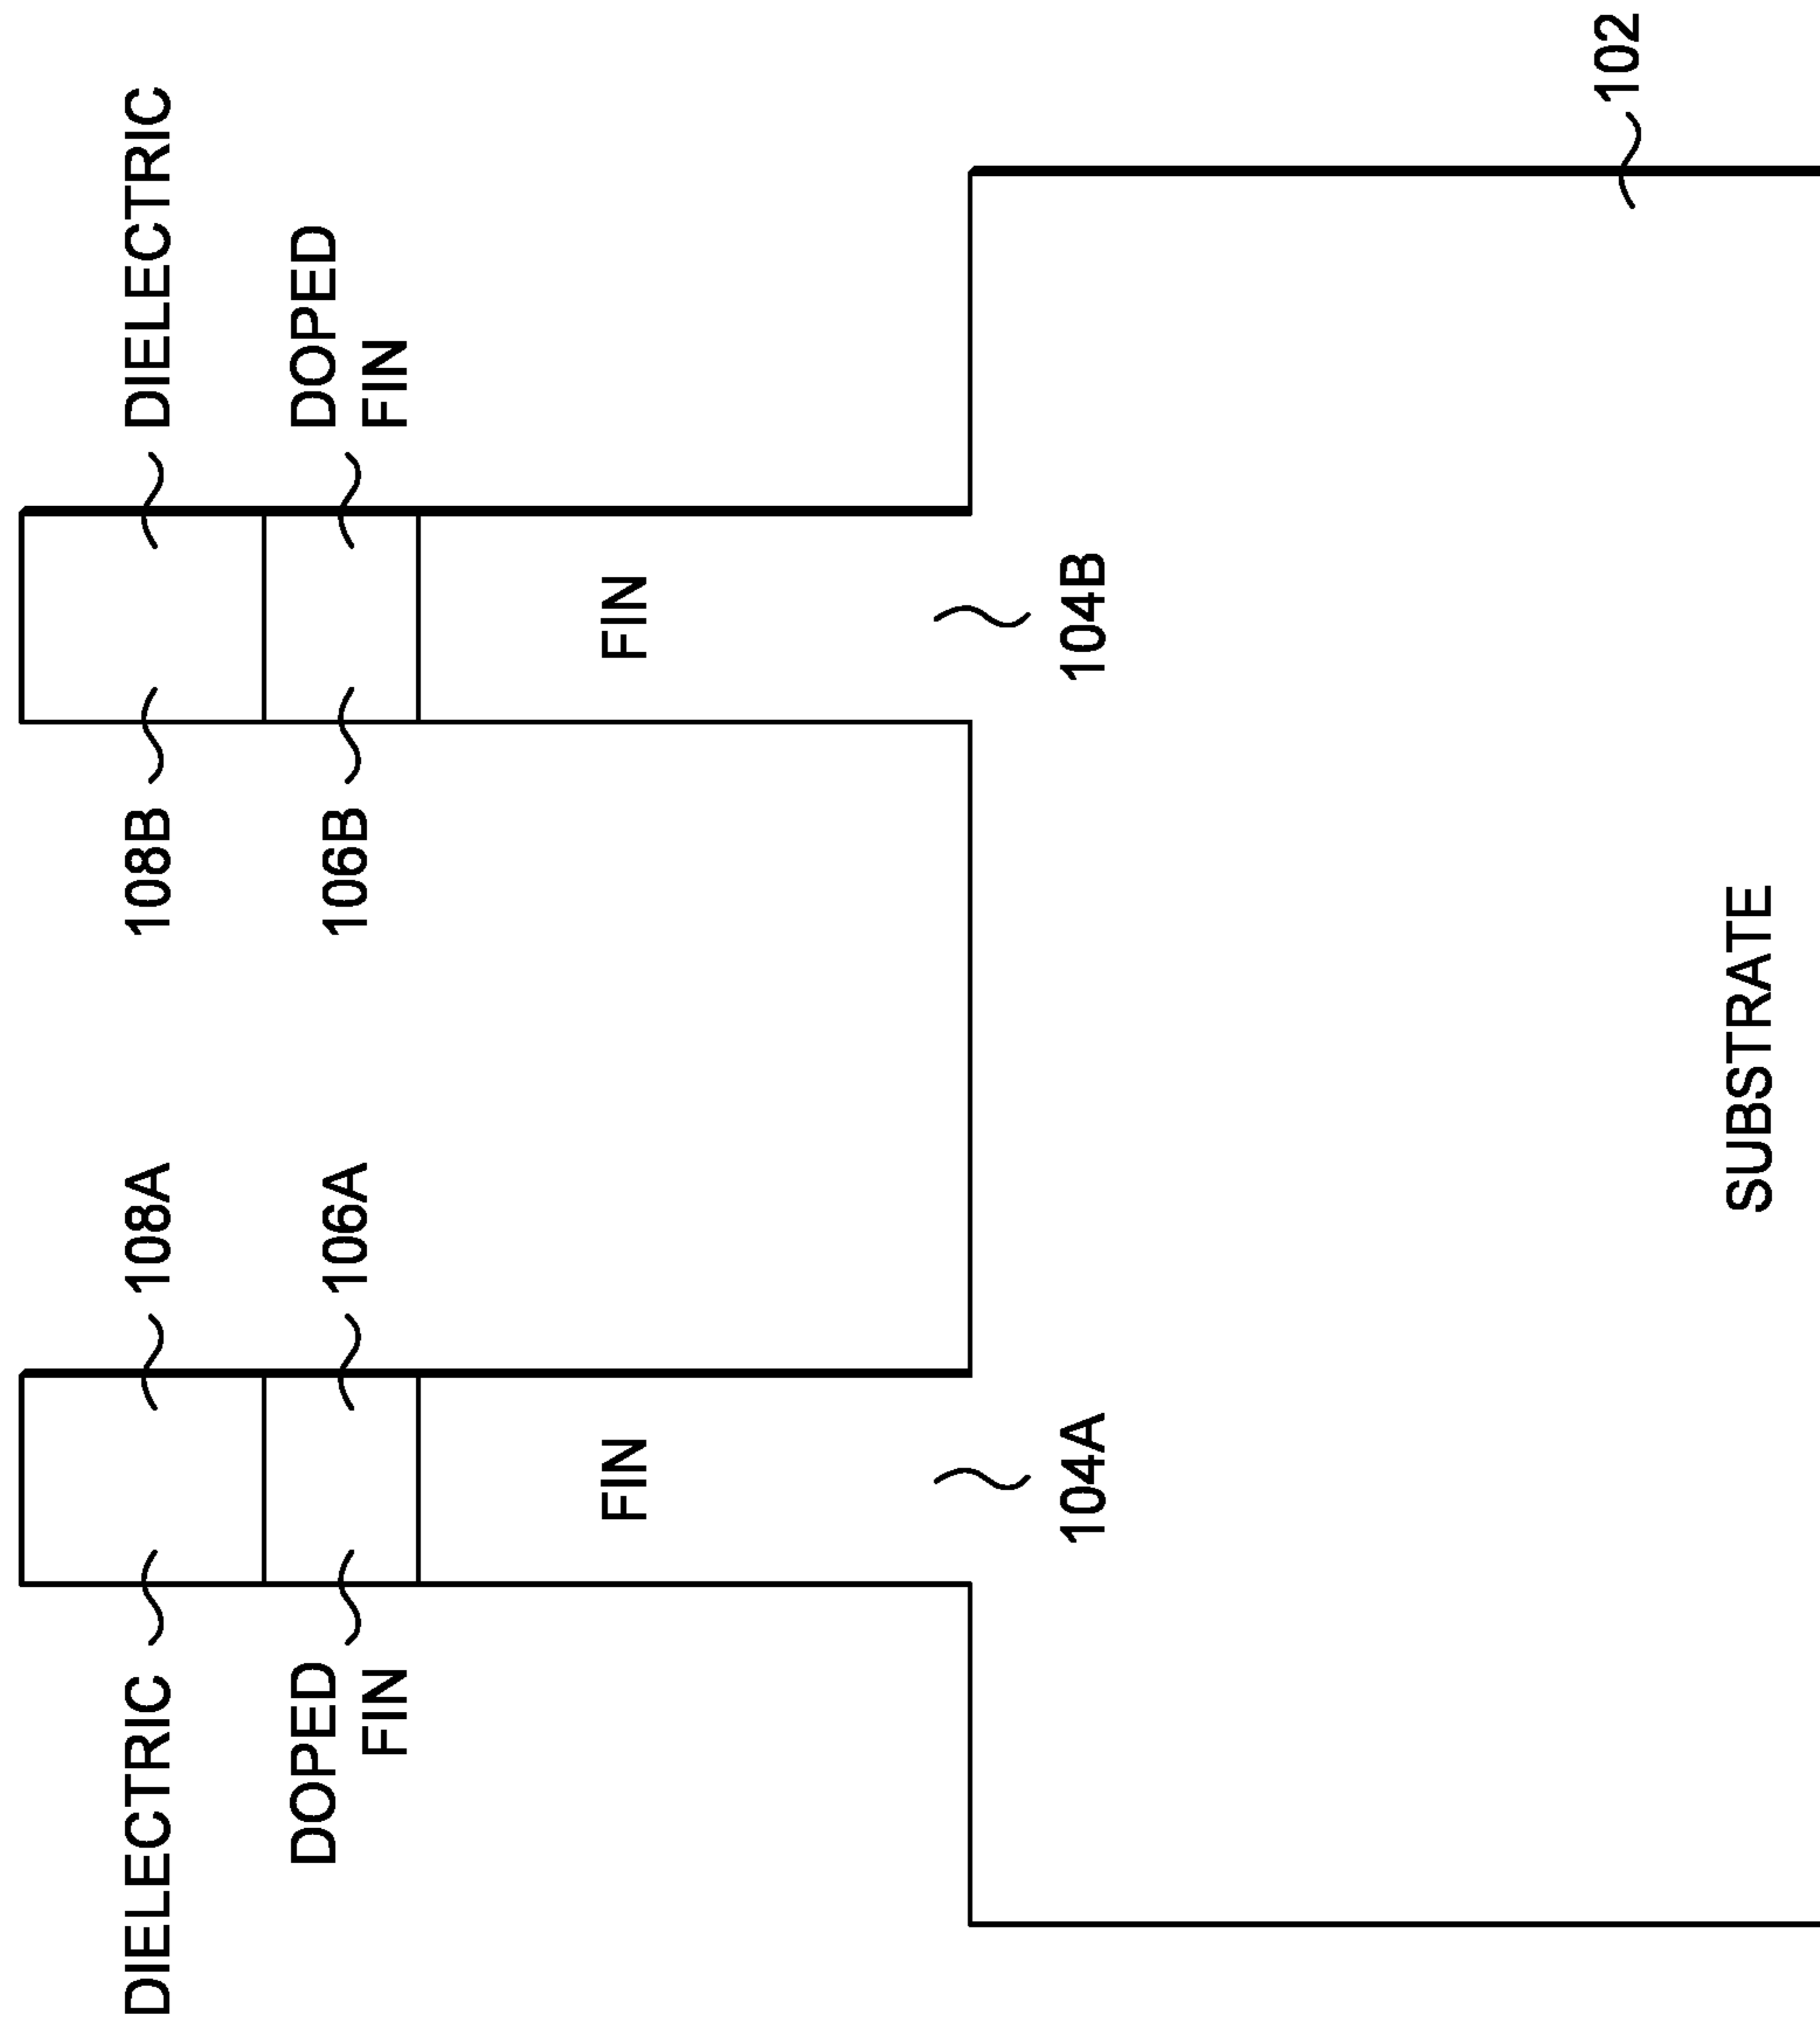 DIELECTRIC
108A
108B
DIELECTRIC
DOPED
FIN
106A
106B
DOPED
FIN
FIN
FIN
104A
104B
102
SUBSTRATE